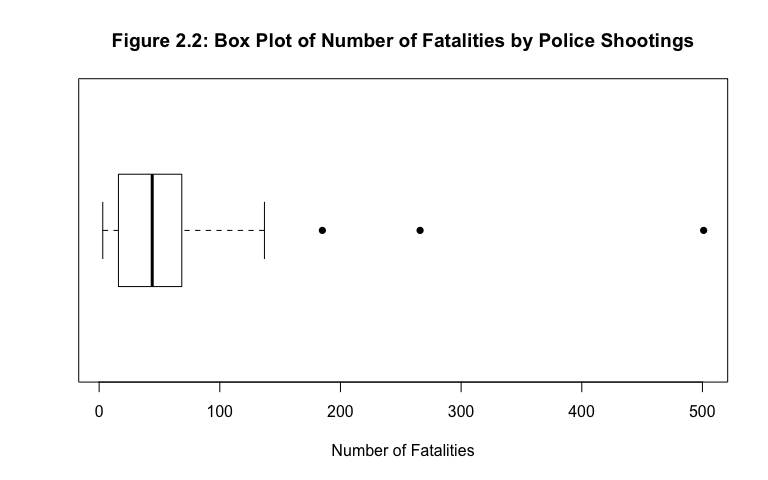 Figure 2.2: Box Plot of Number of Fatalities by Police Shootings
0 100 200 300 400 500
Number of Fatalities